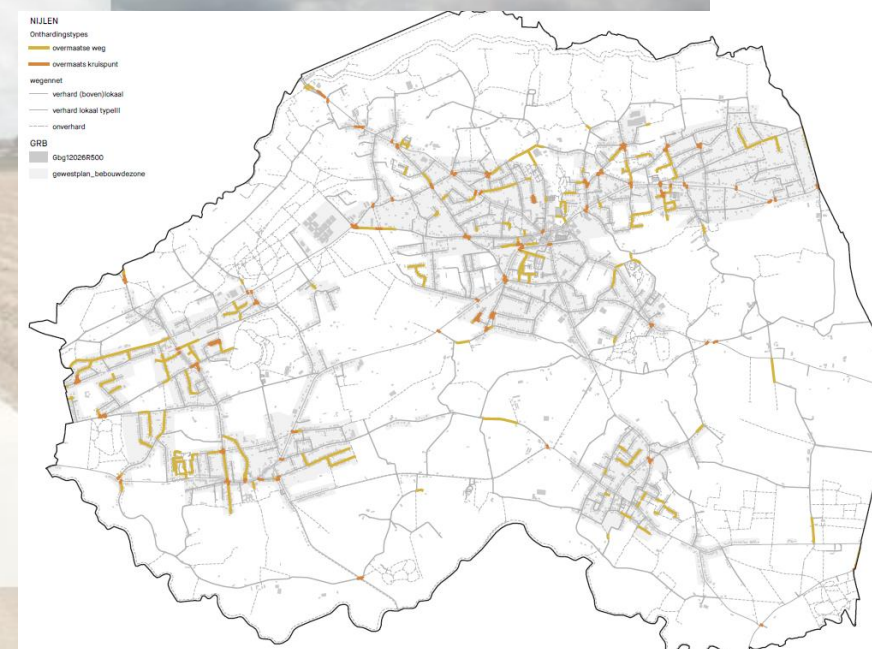 NIJLEN
Onthardingstypes
overmaatse weg
overmaats kruispunt
wegennet
verhard (boven)lokaal
verhard lokaal typeIII
onverhard
GRB
Gbg12026R500
gewestplan_bebouwdezone